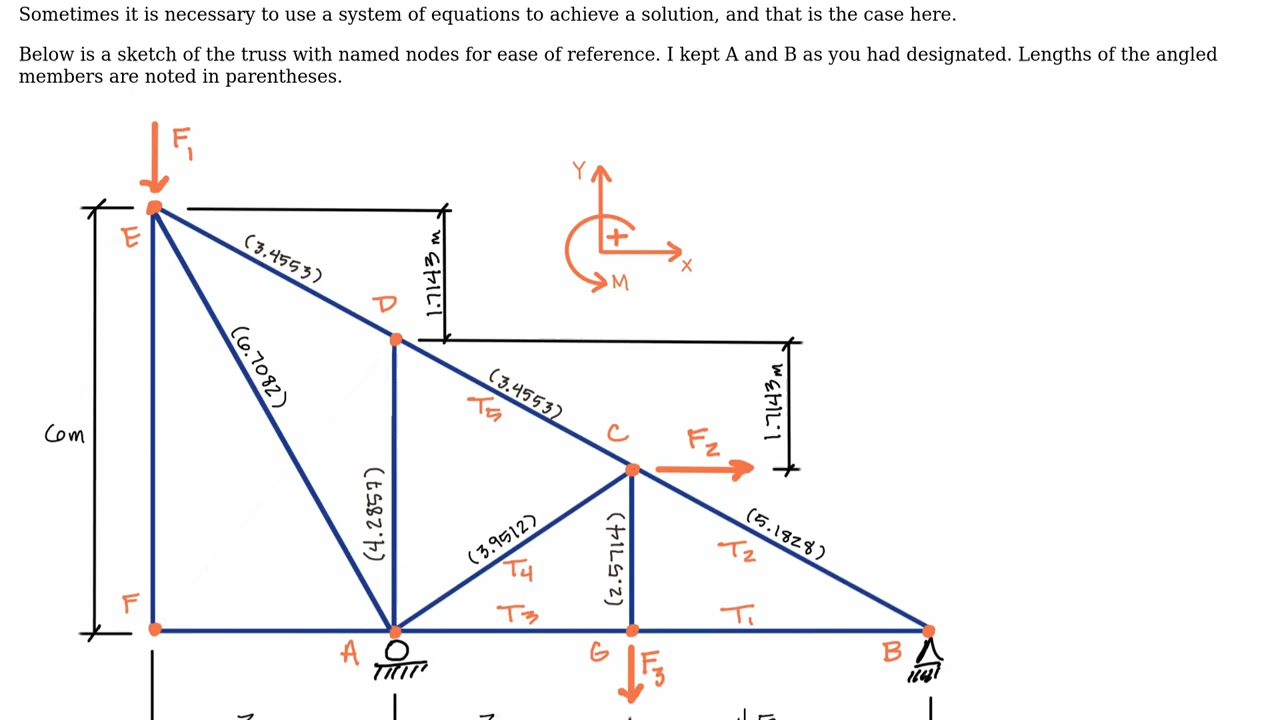 Sometimes it is necessary to use a system of equations to achieve a solution, and that is the case here.
Below is a sketch of the truss with named nodes for ease of reference. I kept A and B as you had designated. Lengths of the angled
members are noted in parentheses.
F1
Y
E
(3.4553)
1.7143 m
+
X
M
D
(6.7082)
(3.4553)
T5
1.7143 m
6m
C
F2
(4.2857)
(3.9512)
(2.5714)
(5.1828)
T4
T2
F
T3
T1
A
G
F3
B